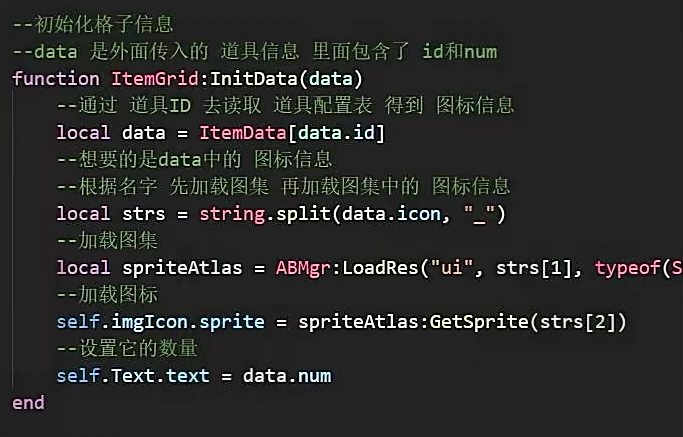 --初始化格子信息
--data 是外面传入的 道具信息 里面包含了 id和num
function ItemGrid:InitData(data)
--通过 道具ID 去读取 道具配置表 得到 图标信息
local data = ItemData[data.id]
--想要的是data中的 图标信息
--根据名字 先加载图集 再加载图集中的 图标信息
local strs = string.split(data.icon, "_")
--加载图集
local spriteAtlas = ABMgr:LoadRes("ui", strs[1], typeof(S
--加载图标
self.imgIcon.sprite = spriteAtlas:GetSprite(strs[2])
--设置它的数量
self.Text.text = data.num
end